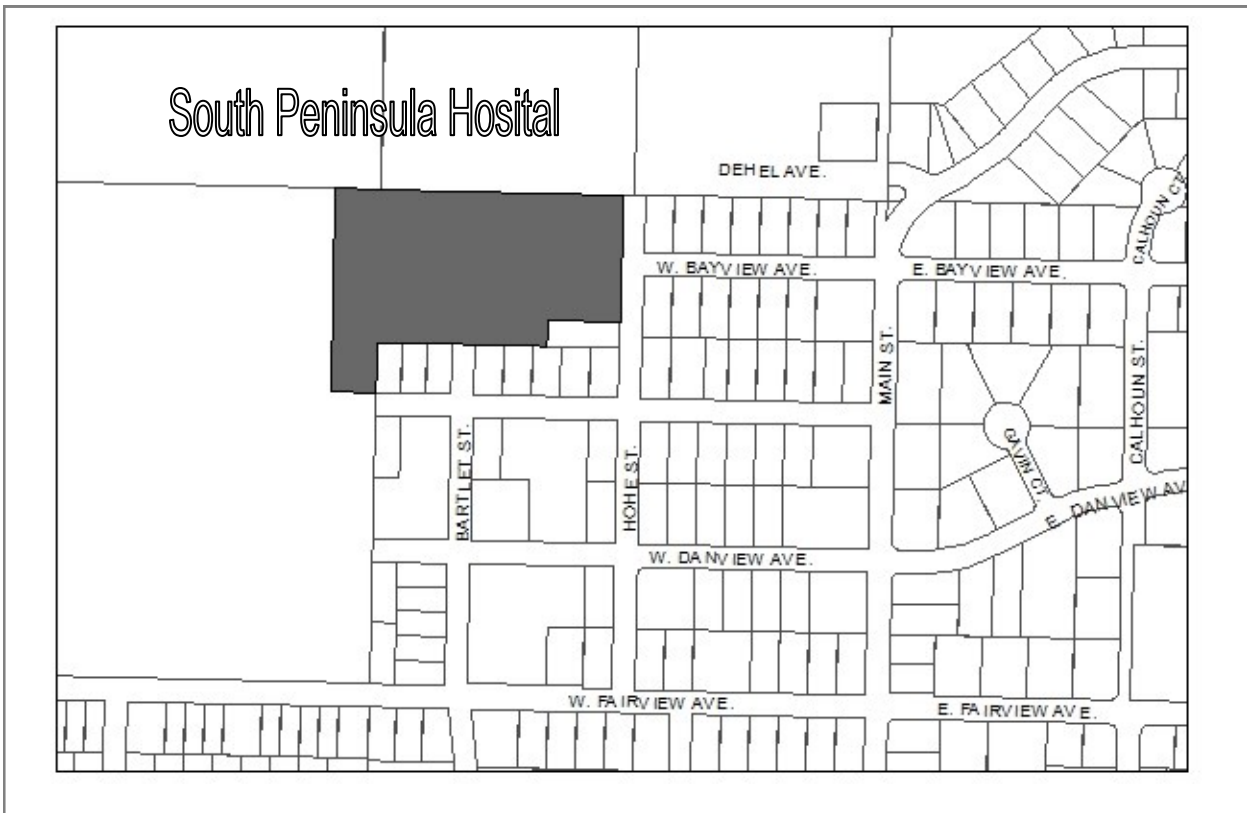 South Peninsula Hosital
DEHEL AVE.
CALHOUN CT.
W. BAYVIEW AVE.
E. BAYVIEW AVE.
MAIN ST.
CALHOUN ST.
BARTLET ST.
HOHE ST.
GAVIN CT.
E. DANVIEW AV
W. DANVIEW AVE.
W. FAIRVIEW AVE.
E. FAIRVIEW AVE.